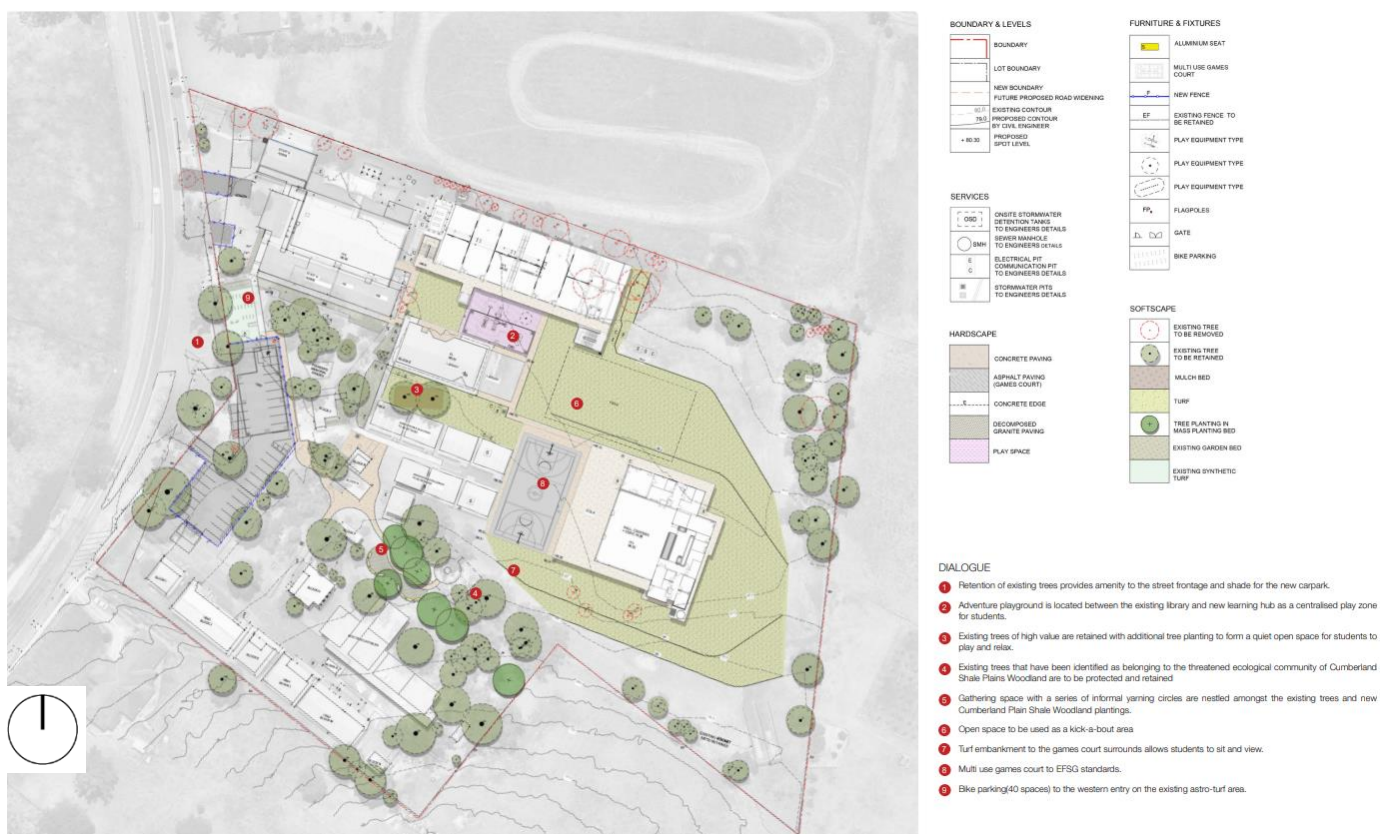 BOUNDARY & LEVELS
BOUNDARY
LOT BOUNDARY
NEW BOUNDARY
FUTURE PROPOSED ROAD WIDENING
EXISTING CONTOUR
PROPOSED CONTOUR
BY CIVIL ENGINEER
+ 80.30
PROPOSED
SPOT LEVEL
SERVICES
OSD
ONSITE STORMWATER
DETENTION TANKS
TO ENGINEERS DETAILS
SMH
SEWER MANHOLE
TO ENGINEERS DETAILS
E
C
ELECTRICAL PIT
COMMUNICATION PIT
TO ENGINEERS DETAILS
STORMWATER PITS
TO ENGINEERS DETAILS
HARDSCAPE
CONCRETE PAVING
ASPHALT PAVING
(GAMES COURT)
E
CONCRETE EDGE
DECOMPOSED
GRANITE PAVING
PLAY SPACE
FURNITURE & FIXTURES
S
ALUMINIUM SEAT
MULTI USE GAMES
COURT
F
NEW FENCE
EF
EXISTING FENCE TO
BE RETAINED
PLAY EQUIPMENT TYPE
PLAY EQUIPMENT TYPE
PLAY EQUIPMENT TYPE
FP
FLAGPOLES
GATE
BIKE PARKING
SOFTSCAPE
EXISTING TREE
TO BE REMOVED
EXISTING TREE
TO BE RETAINED
MULCH BED
TURF
TREE PLANTING IN
MASS PLANTING BED
EXISTING GARDEN BED
EXISTING SYNTHETIC
TURF
DIALOGUE
1 Retention of existing trees provides amenity to the street frontage and shade for the new carpark.
2 Adventure playground is located between the existing library and new learning hub as a centralised play zone
for students.
3 Existing trees of high value are retained with additional tree planting to form a quiet open space for students to
play and relax.
4 Existing trees that have been identified as belonging to the threatened ecological community of Cumberland
Shale Plains Woodland are to be protected and retained
5 Gathering space with a series of informal yarning circles are nestled amongst the existing trees and new
Cumberland Plain Shale Woodland plantings.
6 Open space to be used as a kick-a-bout area
7 Turf embankment to the games court surrounds allows students to sit and view.
8 Multi use games court to EFSG standards.
9 Bike parking(40 spaces) to the western entry on the existing astro-turf area.
9
1
2
3
6
8
5
7
4